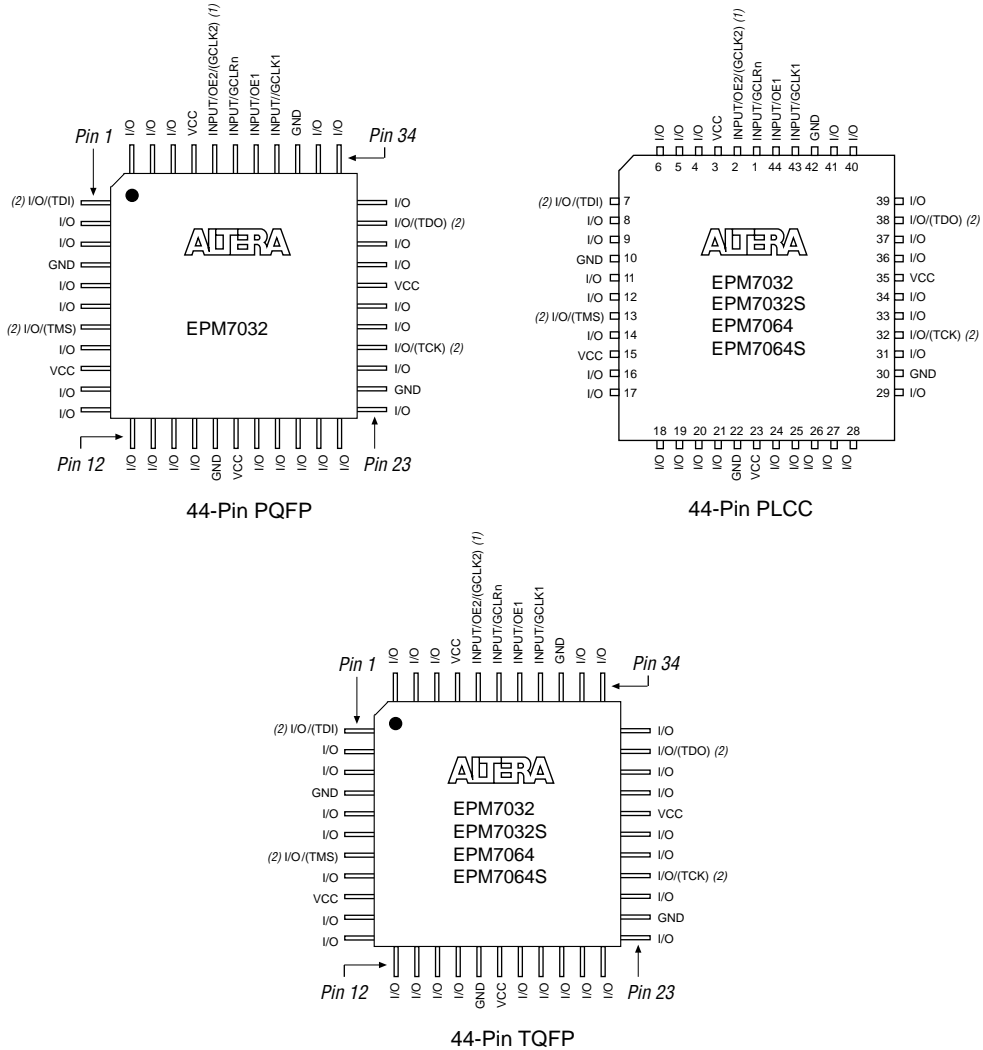 I/O
I/O
I/O
VCC
INPUT/OE2/(GCLK2) (1)
INPUT/GCLRn
INPUT/OE1
INPUT//GCLK1
GND
I/O
I/O
Pin 1
Pin 34
(2) I/O/(TDI)
I/O
I/O
GND
I/O
I/O
(2) I/O/(TMS)
I/O
VCC
I/O
I/O
ALTERA
EPM7032
I/O
I/O/(TDO) (2)
I/O
I/O
VCC
I/O
I/O
I/O/(TCK) (2)
I/O
GND
I/O
Pin 12
Pin 23
I/O
I/O
I/O
I/O
GND
VCC
I/O
I/O
I/O
I/O
I/O
44-Pin PQFP
I/O
I/O
I/O
VCC
INPUT/OE2/(GCLK2) (1)
INPUT/GCLRn
INPUT/OE1
INPUT/GCLK1
GND
I/O
I/O
6 5 4 3 2 1 44 43 42 41 40
(2) I/O/(TDI) 7
I/O 8
I/O 9
GND 10
I/O 11
I/O 12
(2) I/O/(TMS) 13
I/O 14
VCC 15
I/O 16
I/O 17
ALTERA
EPM7032
EPM7032S
EPM7064
EPM7064S
39 I/O
38 I/O/(TDO) (2)
37 I/O
36 I/O
35 VCC
34 I/O
33 I/O
32 I/O/(TCK) (2)
31 I/O
30 GND
29 I/O
18 19 20 21 22 23 24 25 26 27 28
I/O
I/O
I/O
I/O
GND
VCC
I/O
I/O
I/O
I/O
I/O
44-Pin PLCC
I/O
I/O
I/O
VCC
INPUT/OE2/(GCLK2) (1)
INPUT/GCLRn
INPUT/OE1
INPUT/GCLK1
GND
I/O
I/O
Pin 1
Pin 34
(2) I/O/(TDI)
I/O
I/O
GND
I/O
I/O
(2) I/O/(TMS)
I/O
VCC
I/O
I/O
ALTERA
EPM7032
EPM7032S
EPM7064
EPM7064S
I/O
I/O/(TDO) (2)
I/O
I/O
VCC
I/O
I/O
I/O/(TCK) (2)
I/O
GND
I/O
Pin 12
Pin 23
I/O
I/O
I/O
I/O
GND
VCC
I/O
I/O
I/O
I/O
I/O
44-Pin TQFP